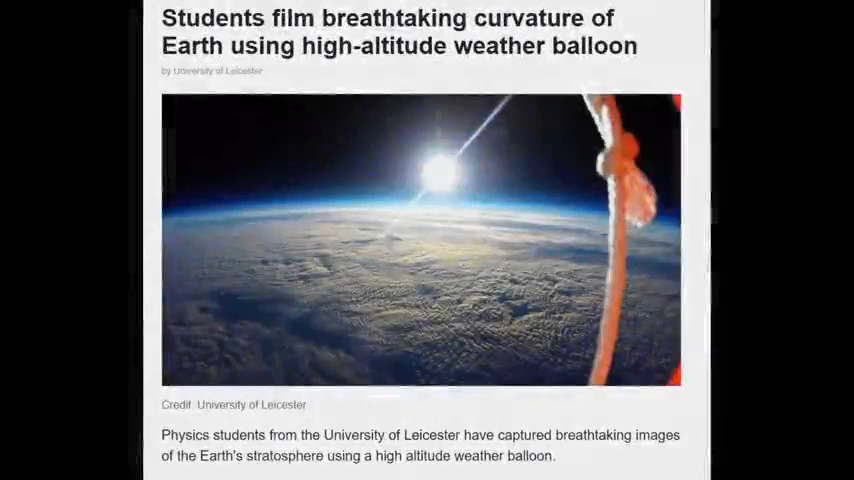 Students film breathtaking curvature of
Earth using high-altitude weather balloon
by University of Leicester
Credit: University of Leicester
Physics students from the University of Leicester have captured breathtaking images
of the Earth's stratosphere using a high altitude weather balloon.